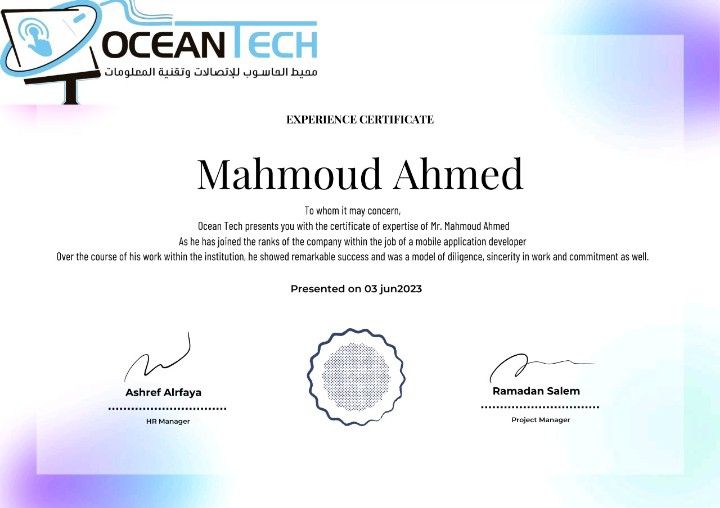 OCEANTECH
محيط الحاسوب للإتصالات وتقنية المعلومات
EXPERIENCE CERTIFICATE
Mahmoud Ahmed
To whom it may concern,
Ocean Tech presents you with the certificate of expertise of Mr. Mahmoud Ahmed
As he has joined the ranks of the company within the job of a mobile application developer
Over the course of his work within the institution, he showed remarkable success and was a model of diligence, sincerity in work and commitment as well.
Presented on 03 jun2023
Ashref Alrfaya
HR Manager
Ramadan Salem
Project Manager